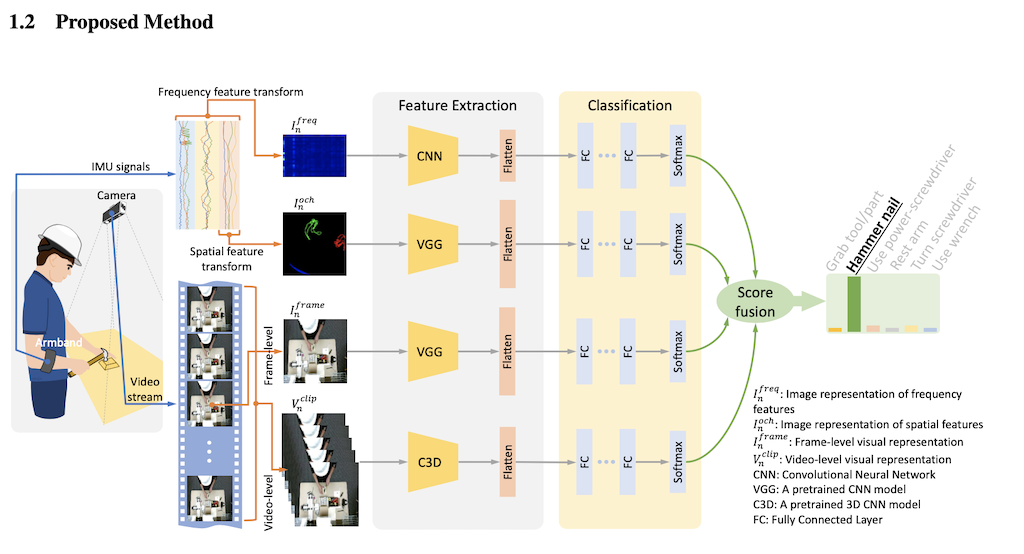 1.2 Proposed Method
Frequency feature transform
IMU signals
Camera
Spatial feature
transform
Armband
Video
stream
Frame-level
Video-level
I_n^{freq}
I_n^{och}
I_n^{frame}
V_n^{clip}
Feature Extraction
CNN
Flatten
VGG
Flatten
VGG
Flatten
C3D
Flatten
Classification
FC ••• FC Softmax
FC ••• FC Softmax
FC ••• FC Softmax
FC ••• FC Softmax
Score
fusion
Grab tool/part
Hammer nail
Use power-screwdriver
Rest arm
Turn screwdriver
Use wrench
I_n^{freq}: Image representation of frequency
features
I_n^{och}: Image representation of spatial features
I_n^{frame}: Frame-level visual representation
V_n^{clip}: Video-level visual representation
CNN: Convolutional Neural Network
VGG: A pretrained CNN model
C3D: A pretrained 3D CNN model
FC: Fully Connected Layer